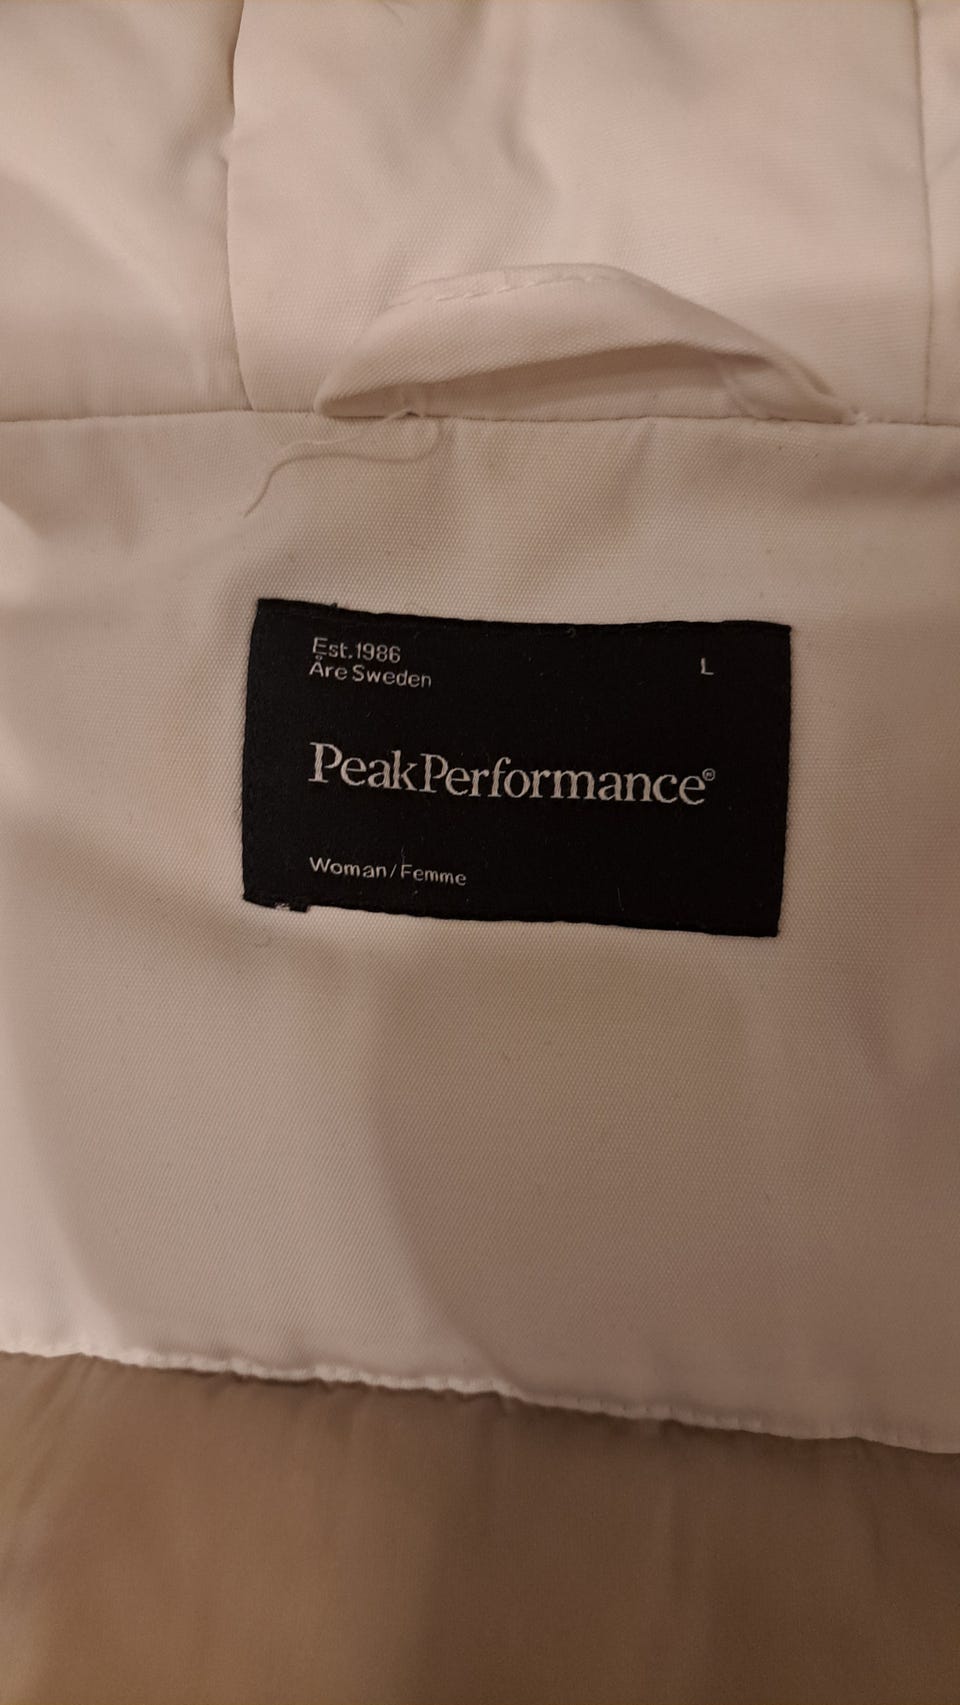 Est.1986
Åre Sweden
L
PeakPerformance®
Woman/Femme